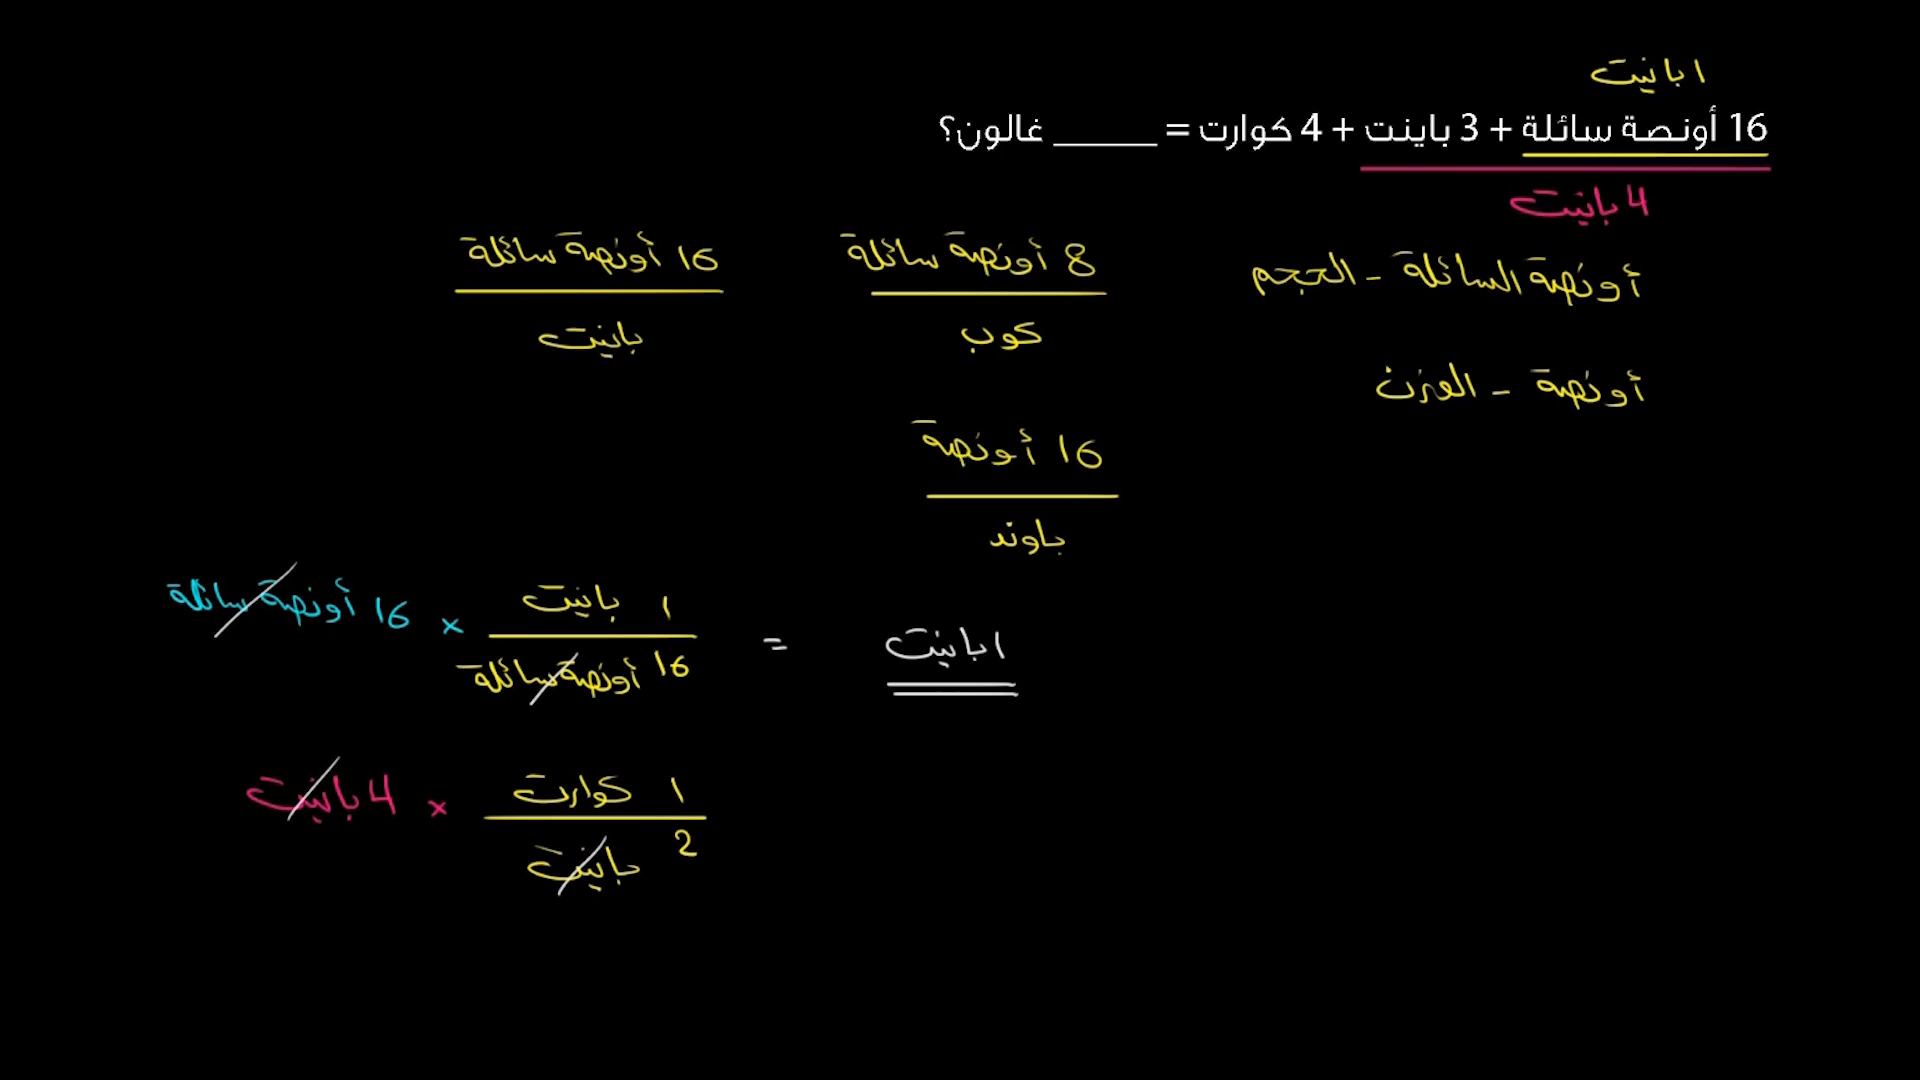 1 باينت
16 أونصة سائلة + 3 باينت + 4 كوارت = _____ غالون؟
4 باينت
أونصة السائلة - الحجم
8 أونصة سائلة
كوب
16 أونصة سائلة
باينت
أونصة - الوزن
16 أونصة
باوند
16 أونصة سائلة × 1 باينت = 1 باينت
16 أونصة سائلة
4 باينت × 1 كوارت
2 باينت